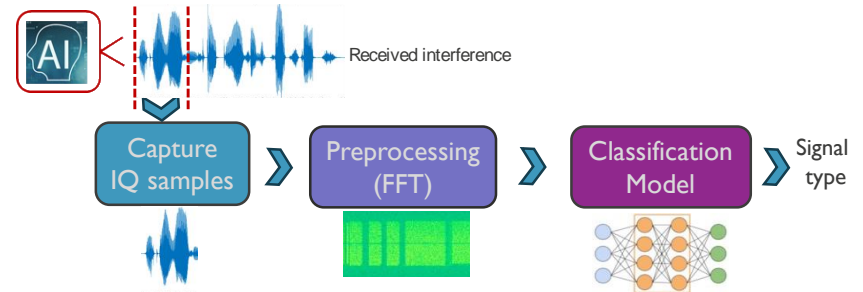 AI
Received interference
Capture
IQ samples
Preprocessing
(FFT)
Classification
Model
Signal
type